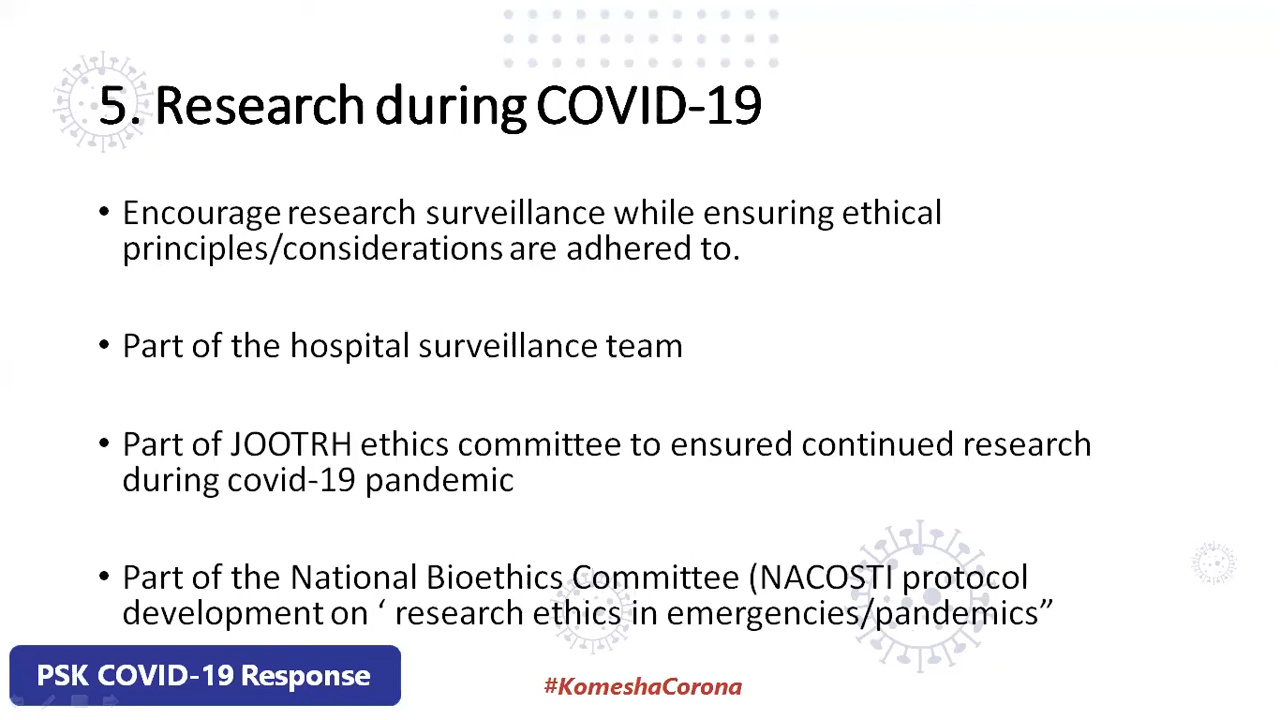 5. Research during COVID-19
• Encourage research surveillance while ensuring ethical
principles/considerations are adhered to.
• Part of the hospital surveillance team
• Part of JOOTRH ethics committee to ensured continued research
during covid-19 pandemic
• Part of the National Bioethics Committee (NACOSTI protocol
development on ‘ research ethics in emergencies/pandemics”
PSK COVID-19 Response
#KomeshaCorona